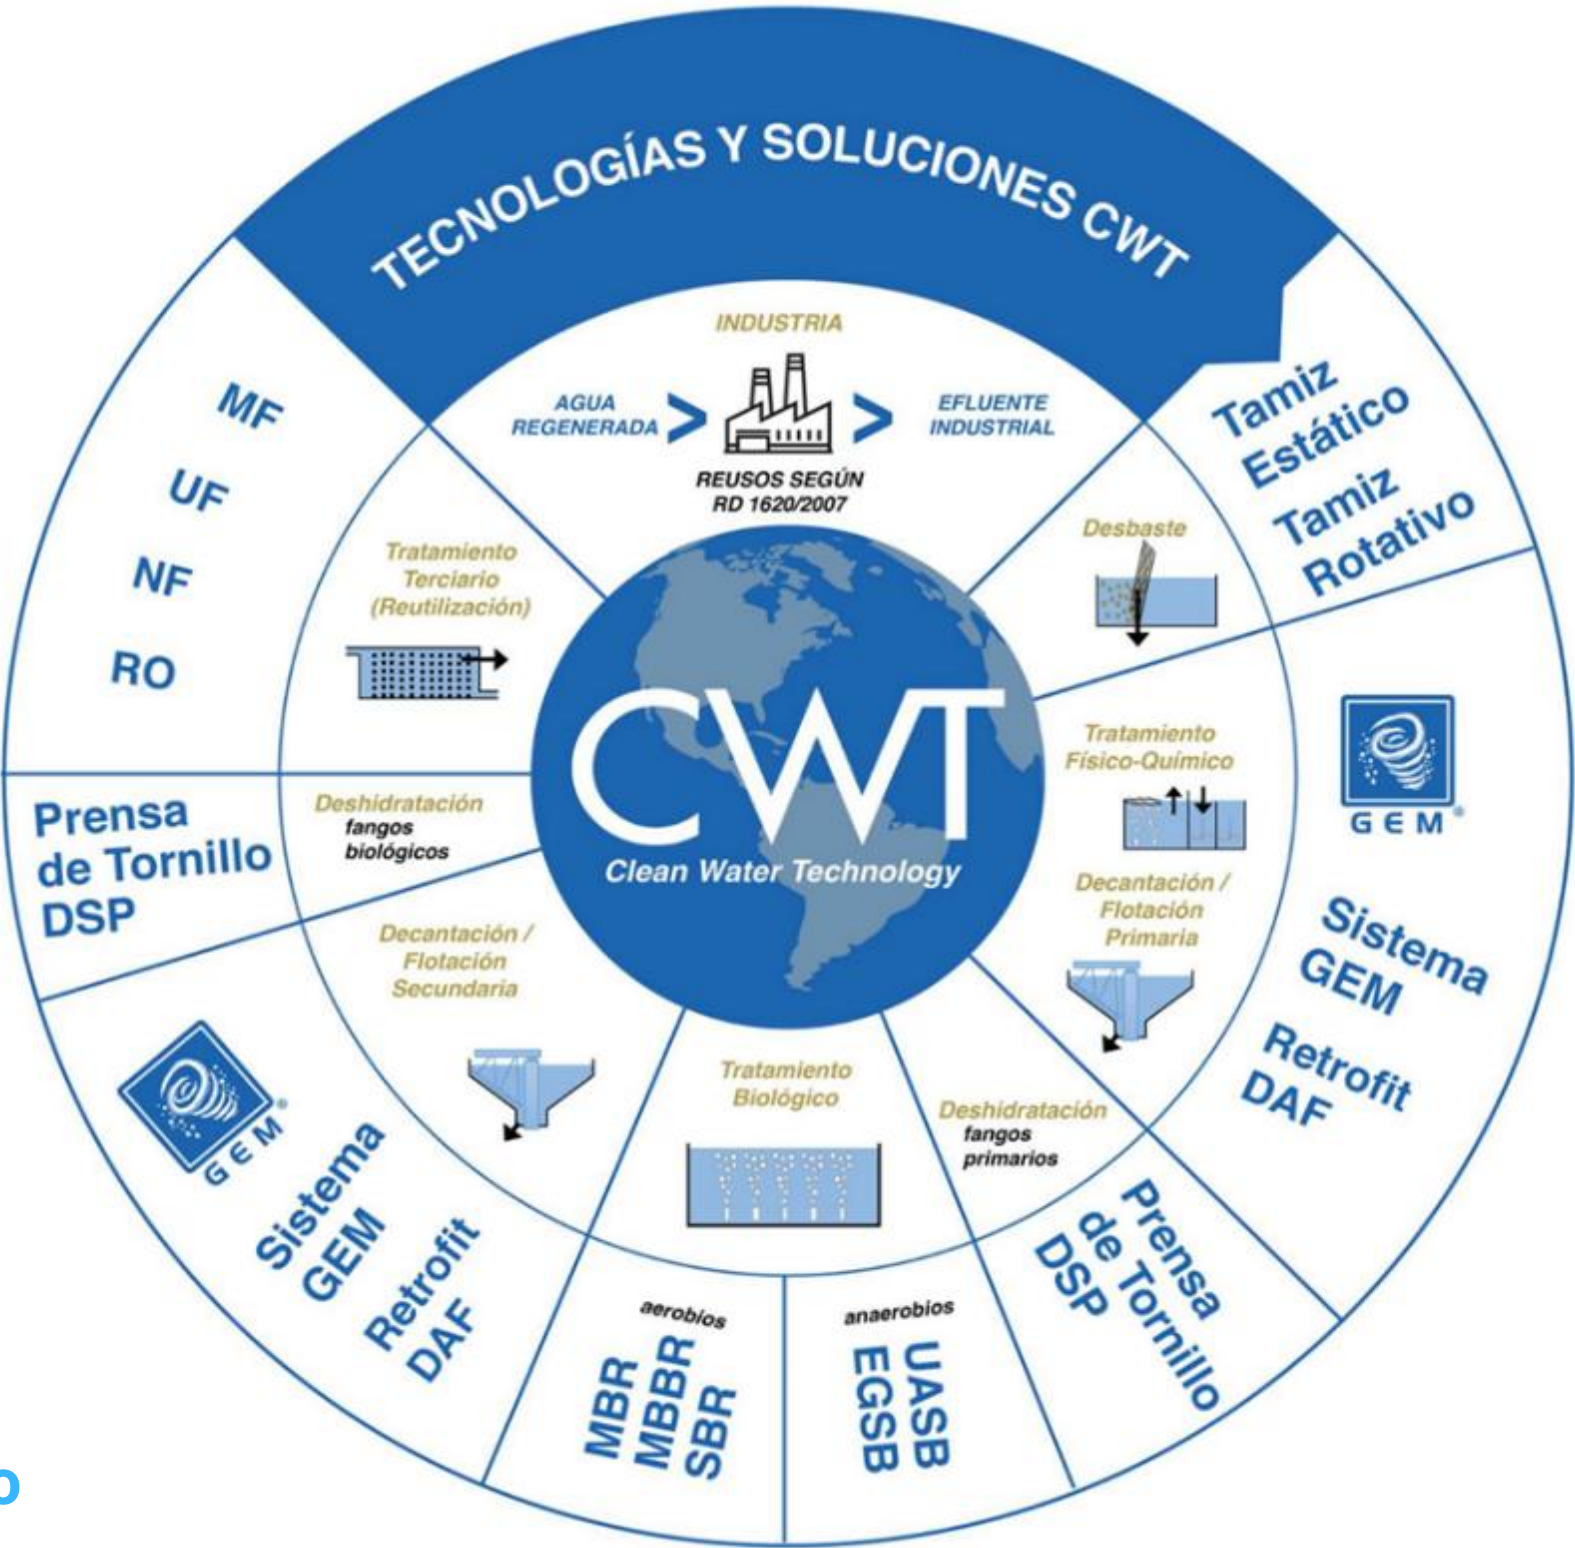 TECNOLOGÍAS Y SOLUCIONES CWT
INDUSTRIA
AGUA
REGENERADA
>
>
EFLUENTE
INDUSTRIAL
REUSOS SEGÚN
RD 1620/2007
Tamiz
Estático
Tamiz
Rotativo
Desbaste
Tratamiento
Físico-Químico
Decantación /
Flotación
Primaria
GEM®
Sistema
GEM
Retrofit
DAF
Deshidratación
fangos
primarios
Prensa
de Tornillo
DSP
Tratamiento
Biológico
anaerobios
UASB
EGSB
aerobios
MBR
MBBR
SBR
Decantación /
Flotación
Secundaria
GEM®
Sistema
GEM
Retrofit
DAF
Deshidratación
fangos
biológicos
Prensa
de Tornillo
DSP
Tratamiento
Terciario
(Reutilización)
MF
UF
NF
RO
CWT
Clean Water Technology